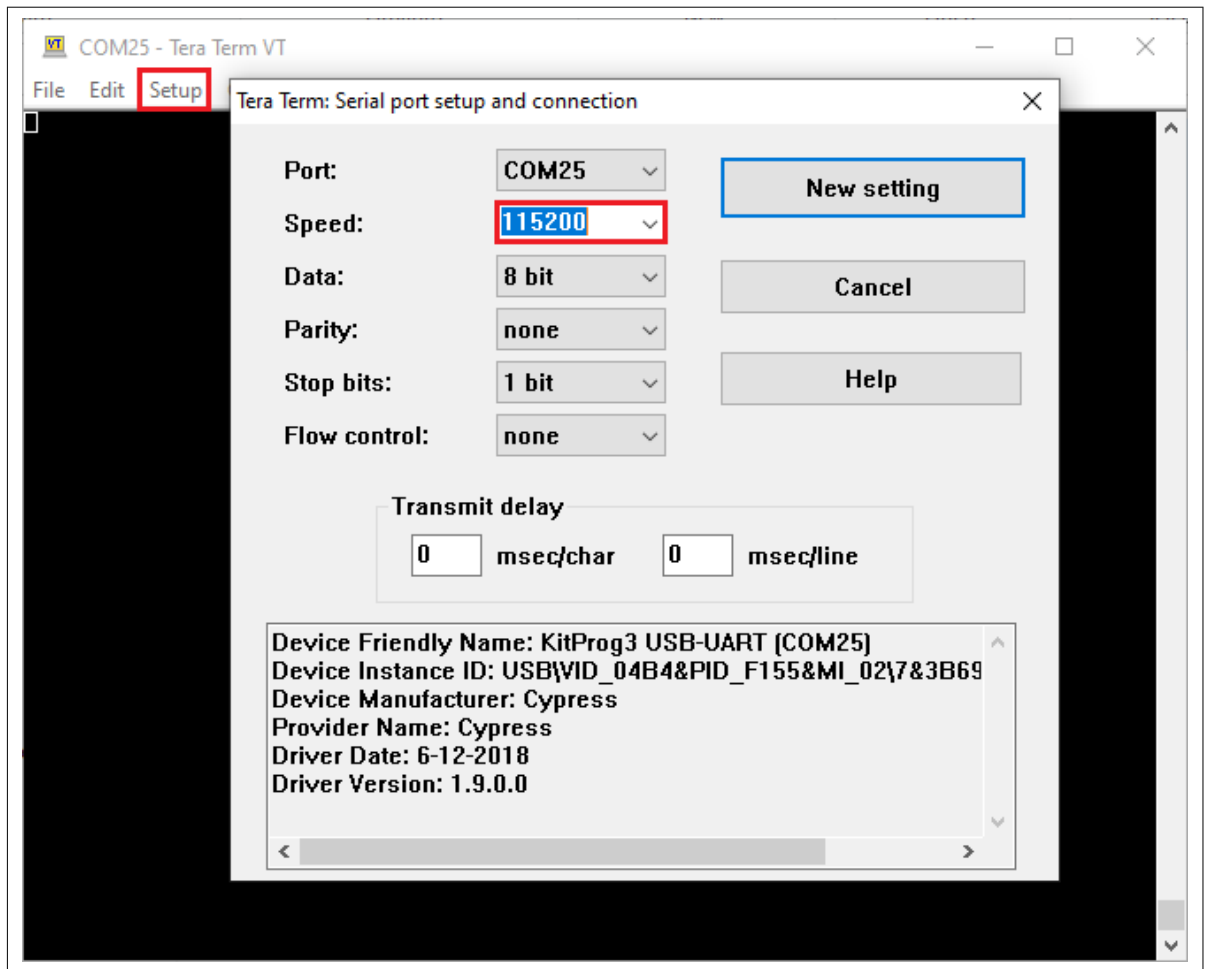 COM25 - Tera Term VT
File Edit Setup
Tera Term: Serial port setup and connection
Port: COM25
New setting
Speed: 115200
Data: 8 bit
Cancel
Parity: none
Stop bits: 1 bit
Help
Flow control: none
Transmit delay
0 msec/char 0 msec/line
Device Friendly Name: KitProg3 USB-UART (COM25)
Device Instance ID: USB\VID_04B4&PID_F155&MI_02\7&3B69
Device Manufacturer: Cypress
Provider Name: Cypress
Driver Date: 6-12-2018
Driver Version: 1.9.0.0